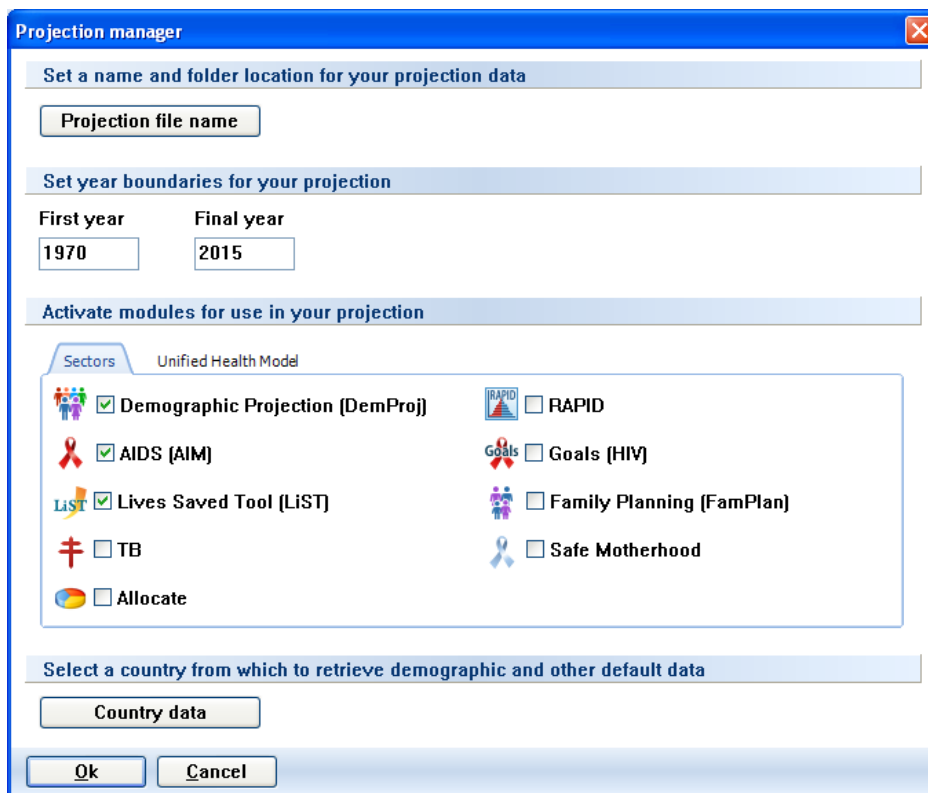 Projection manager
Set a name and folder location for your projection data
Projection file name
Set year boundaries for your projection
First year Final year
1970 2015
Activate modules for use in your projection
Sectors Unified Health Model
Demographic Projection (DemProj) RAPID RAPID
AIDS (AIM) Goals Goals (HIV)
LiST Lives Saved Tool (LiST) Family Planning (FamPlan)
TB Safe Motherhood
Allocate
Select a country from which to retrieve demographic and other default data
Country data
Ok Cancel